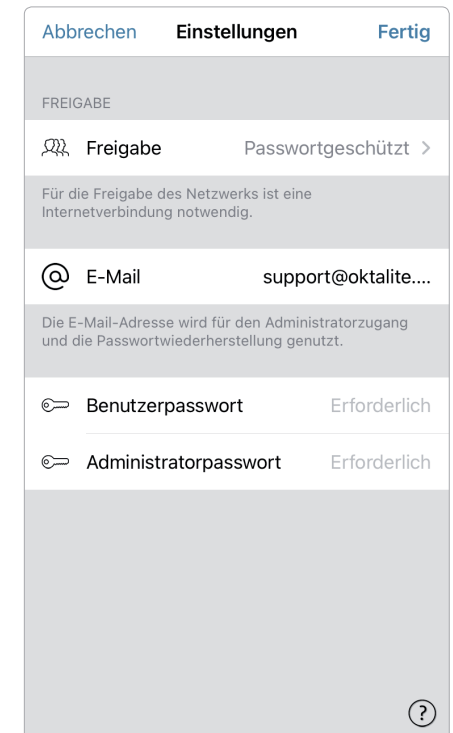 Abbrechen Einstellungen Fertig
FREIGABE
Freigabe Passwortgeschützt >
Für die Freigabe des Netzwerks ist eine
Internetverbindung notwendig.
@ E-Mail support@oktalite....
Die E-Mail-Adresse wird für den Administratorzugang
und die Passwortwiederherstellung genutzt.
Benutzerpasswort Erforderlich
Administratorpasswort Erforderlich
?